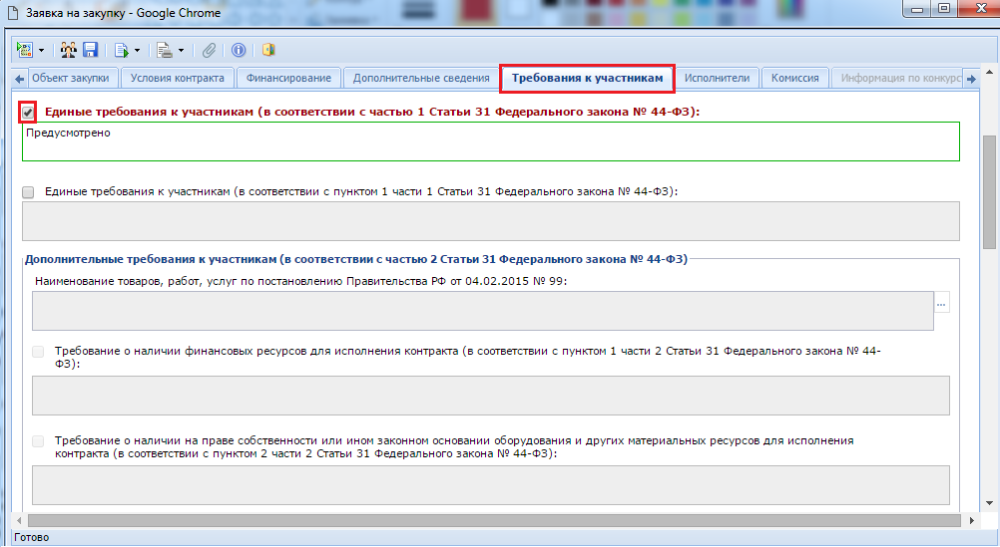 Заявка на закупку - Google Chrome
Объект закупки
Условия контракта
Финансирование
Дополнительные сведения
Требования к участникам
Исполнители
Комиссия
Информация по конкурс
Единые требования к участникам (в соответствии с частью 1 Статьи 31 Федерального закона № 44-ФЗ):
Предусмотрено
Единые требования к участникам (в соответствии с пунктом 1 части 1 Статьи 31 Федерального закона № 44-ФЗ):
Дополнительные требования к участникам (в соответствии с частью 2 Статьи 31 Федерального закона № 44-ФЗ)
Наименование товаров, работ, услуг по постановлению Правительства РФ от 04.02.2015 № 99:
...
Требование о наличии финансовых ресурсов для исполнения контракта (в соответствии с пунктом 1 части 2 Статьи 31 Федерального закона № 44-
ФЗ):
Требование о наличии на праве собственности или ином законном основании оборудования и других материальных ресурсов для исполнения
контракта (в соответствии с пунктом 2 части 2 Статьи 31 Федерального закона № 44-ФЗ):
Готово